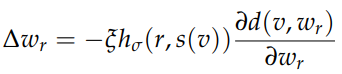 Δw_r = −ξh_σ(r, s(v)) ∂d(v, w_r) / ∂w_r